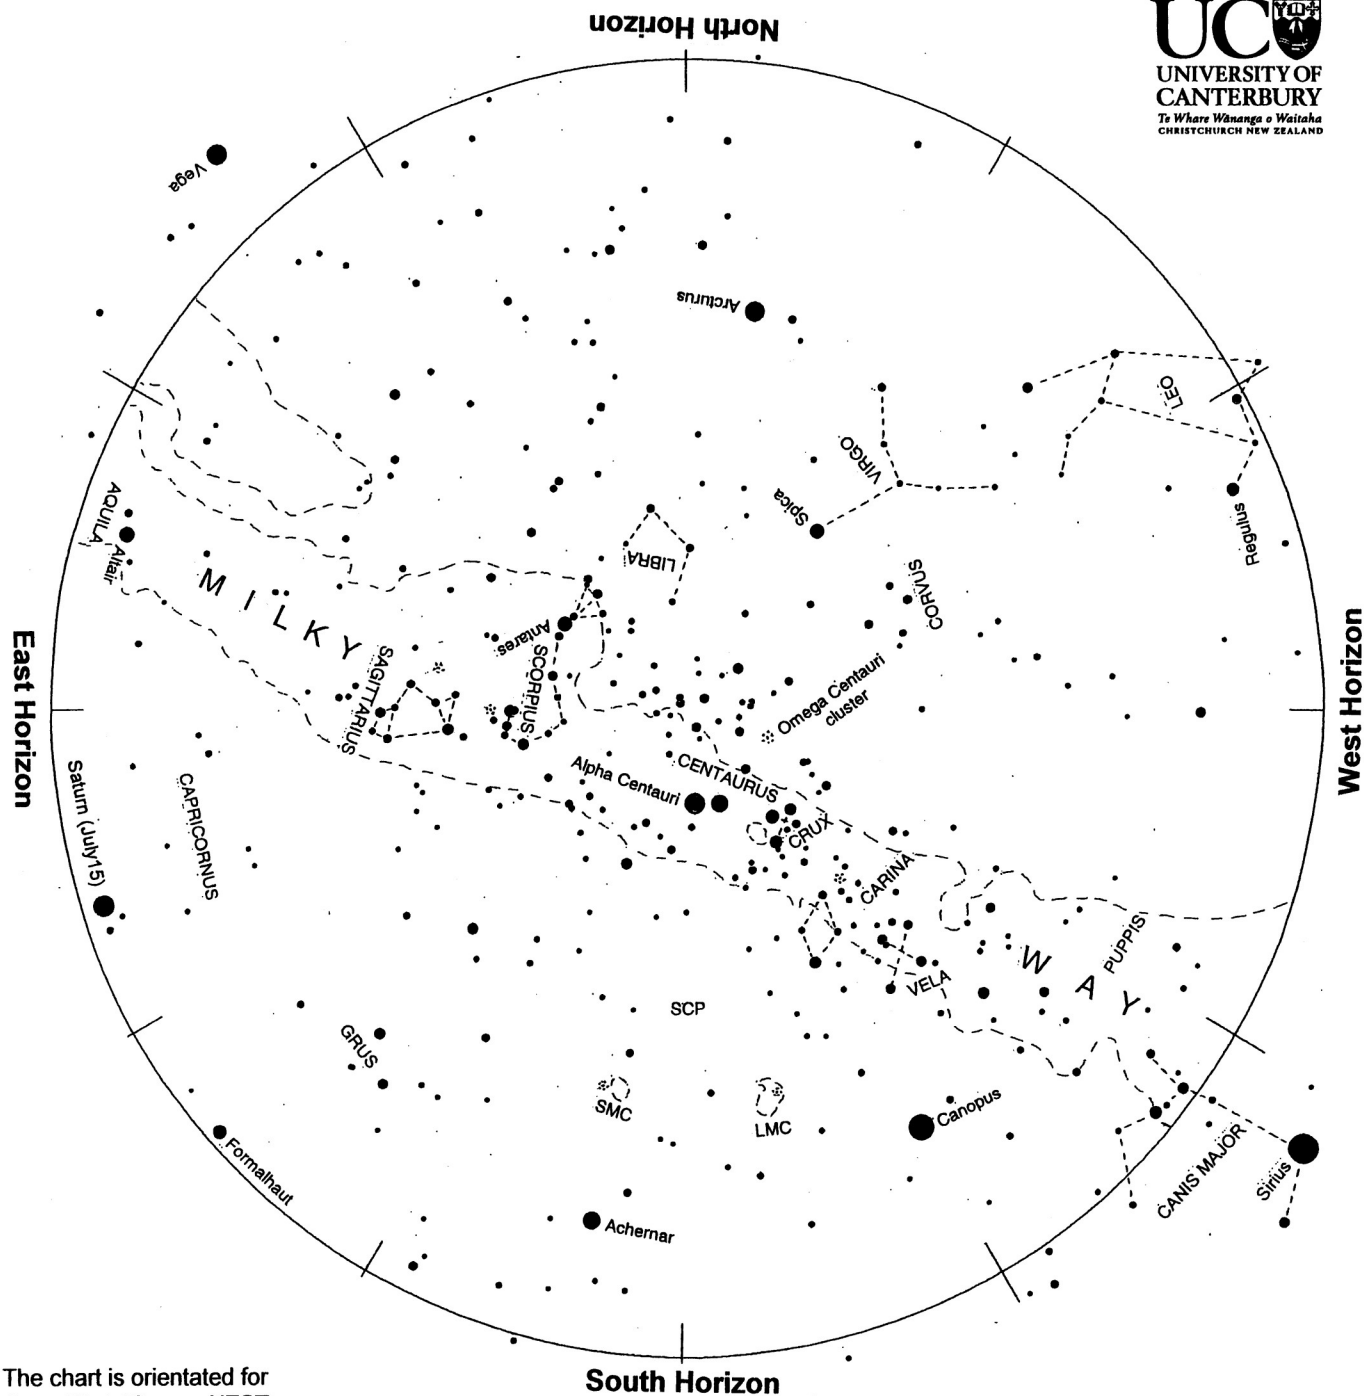 North Horizon
UC
UNIVERSITY OF
CANTERBURY
Te Whare Wānanga o Waitaha
CHRISTCHURCH NEW ZEALAND
Vega
Arcturus
LEO
VIRGO
Spica
Regulus
AQUILA
Altair
LIBRA
CORVUS
MILKY
Antares
SCORPIUS
SAGITTARIUS
Omega Centauri
cluster
East Horizon
West Horizon
Saturn (July15)
CAPRICORNUS
Alpha Centauri
CENTAURUS
CRUX
CARINA
WAY
PUPPIS
VELA
SCP
GRUS
SMC
LMC
Canopus
Formalhaut
CANIS MAJOR
Sirius
Achernar
The chart is orientated for
South Horizon